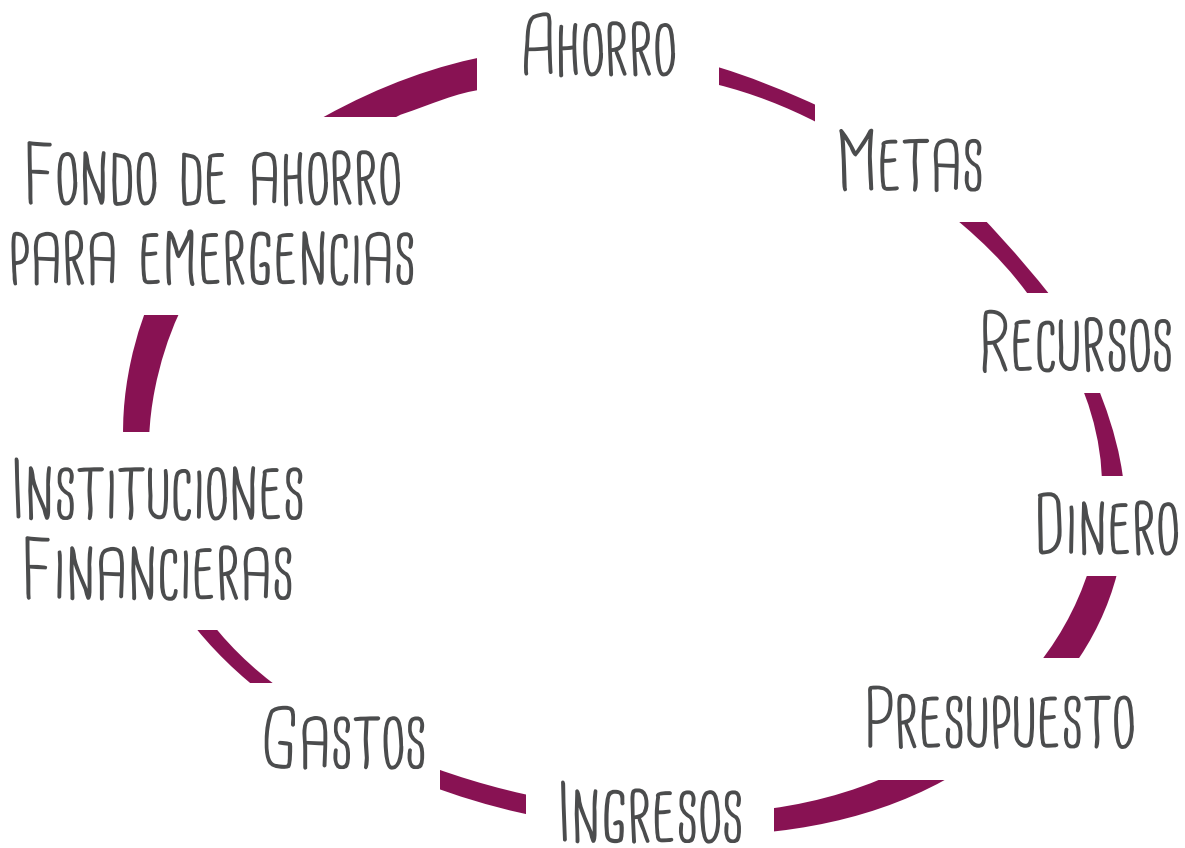 Ahorro
Metas
Recursos
Dinero
Presupuesto
Ingresos
Gastos
Instituciones
Financieras
Fondo de ahorro
para emergencias